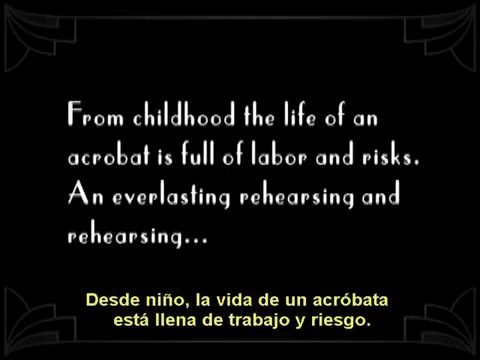 From childhood the life of an
acrobat is full of labor and risks.
An everlasting rehearsing and
rehearsing...
Desde niño, la vida de un acróbata
está llena de trabajo y riesgo.